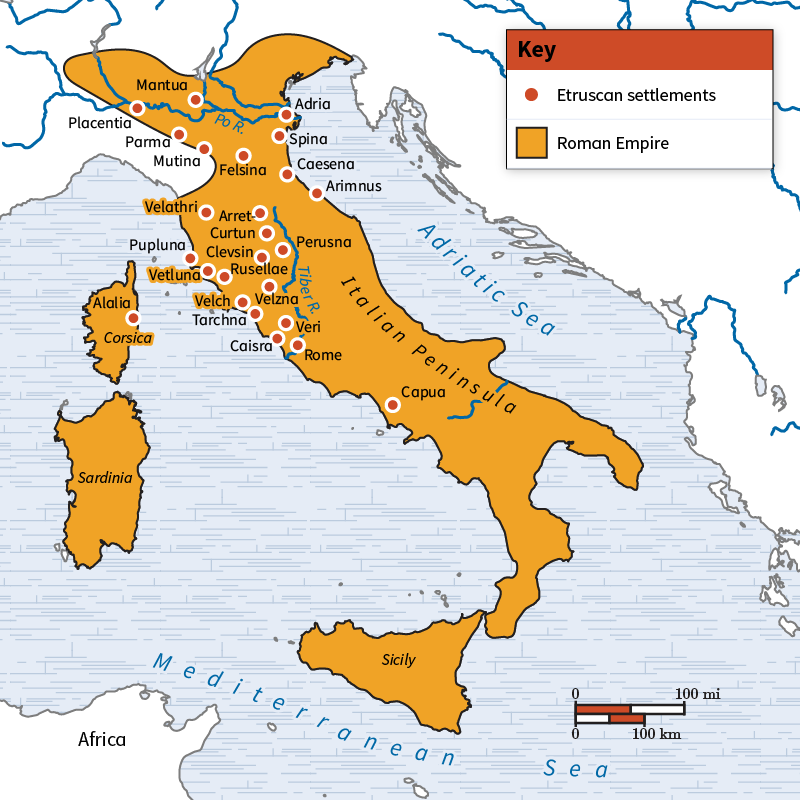 Key
Etruscan settlements
Roman Empire
Mantua
Adria
Placentia
Po R.
Parma
Spina
Mutina
Felsina
Caesena
Arimnus
Velathri
Arret
Curtun
Perusna
Pupluna
Clevsin
Vetluna
Rusellae
Tiber R.
Adriatic Sea
Alalia
Velch
Velzna
Tarchna
Veri
Corsica
Caisra
Rome
Italian Peninsula
Capua
Sardinia
Sicily
Mediterranean Sea
Africa
0 100 mi
0 100 km